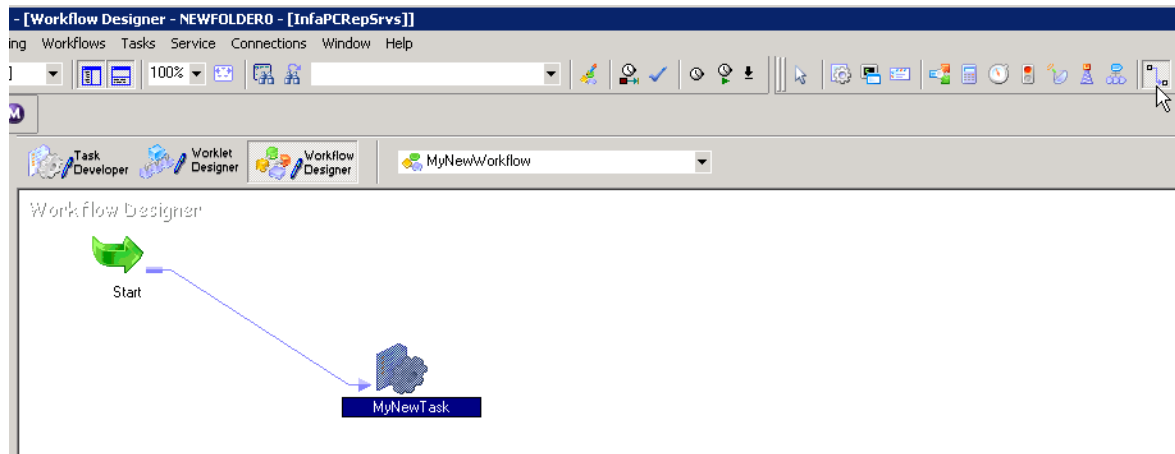 - [Workflow Designer - NEWFOLDER0 - [InfaPCRepSrvs]]
ing Workflows Tasks Service Connections Window Help
] 100%
M
Task Developer Worklet Designer Workflow Designer MyNewWorkflow
Workflow Designer
Start
MyNewTask